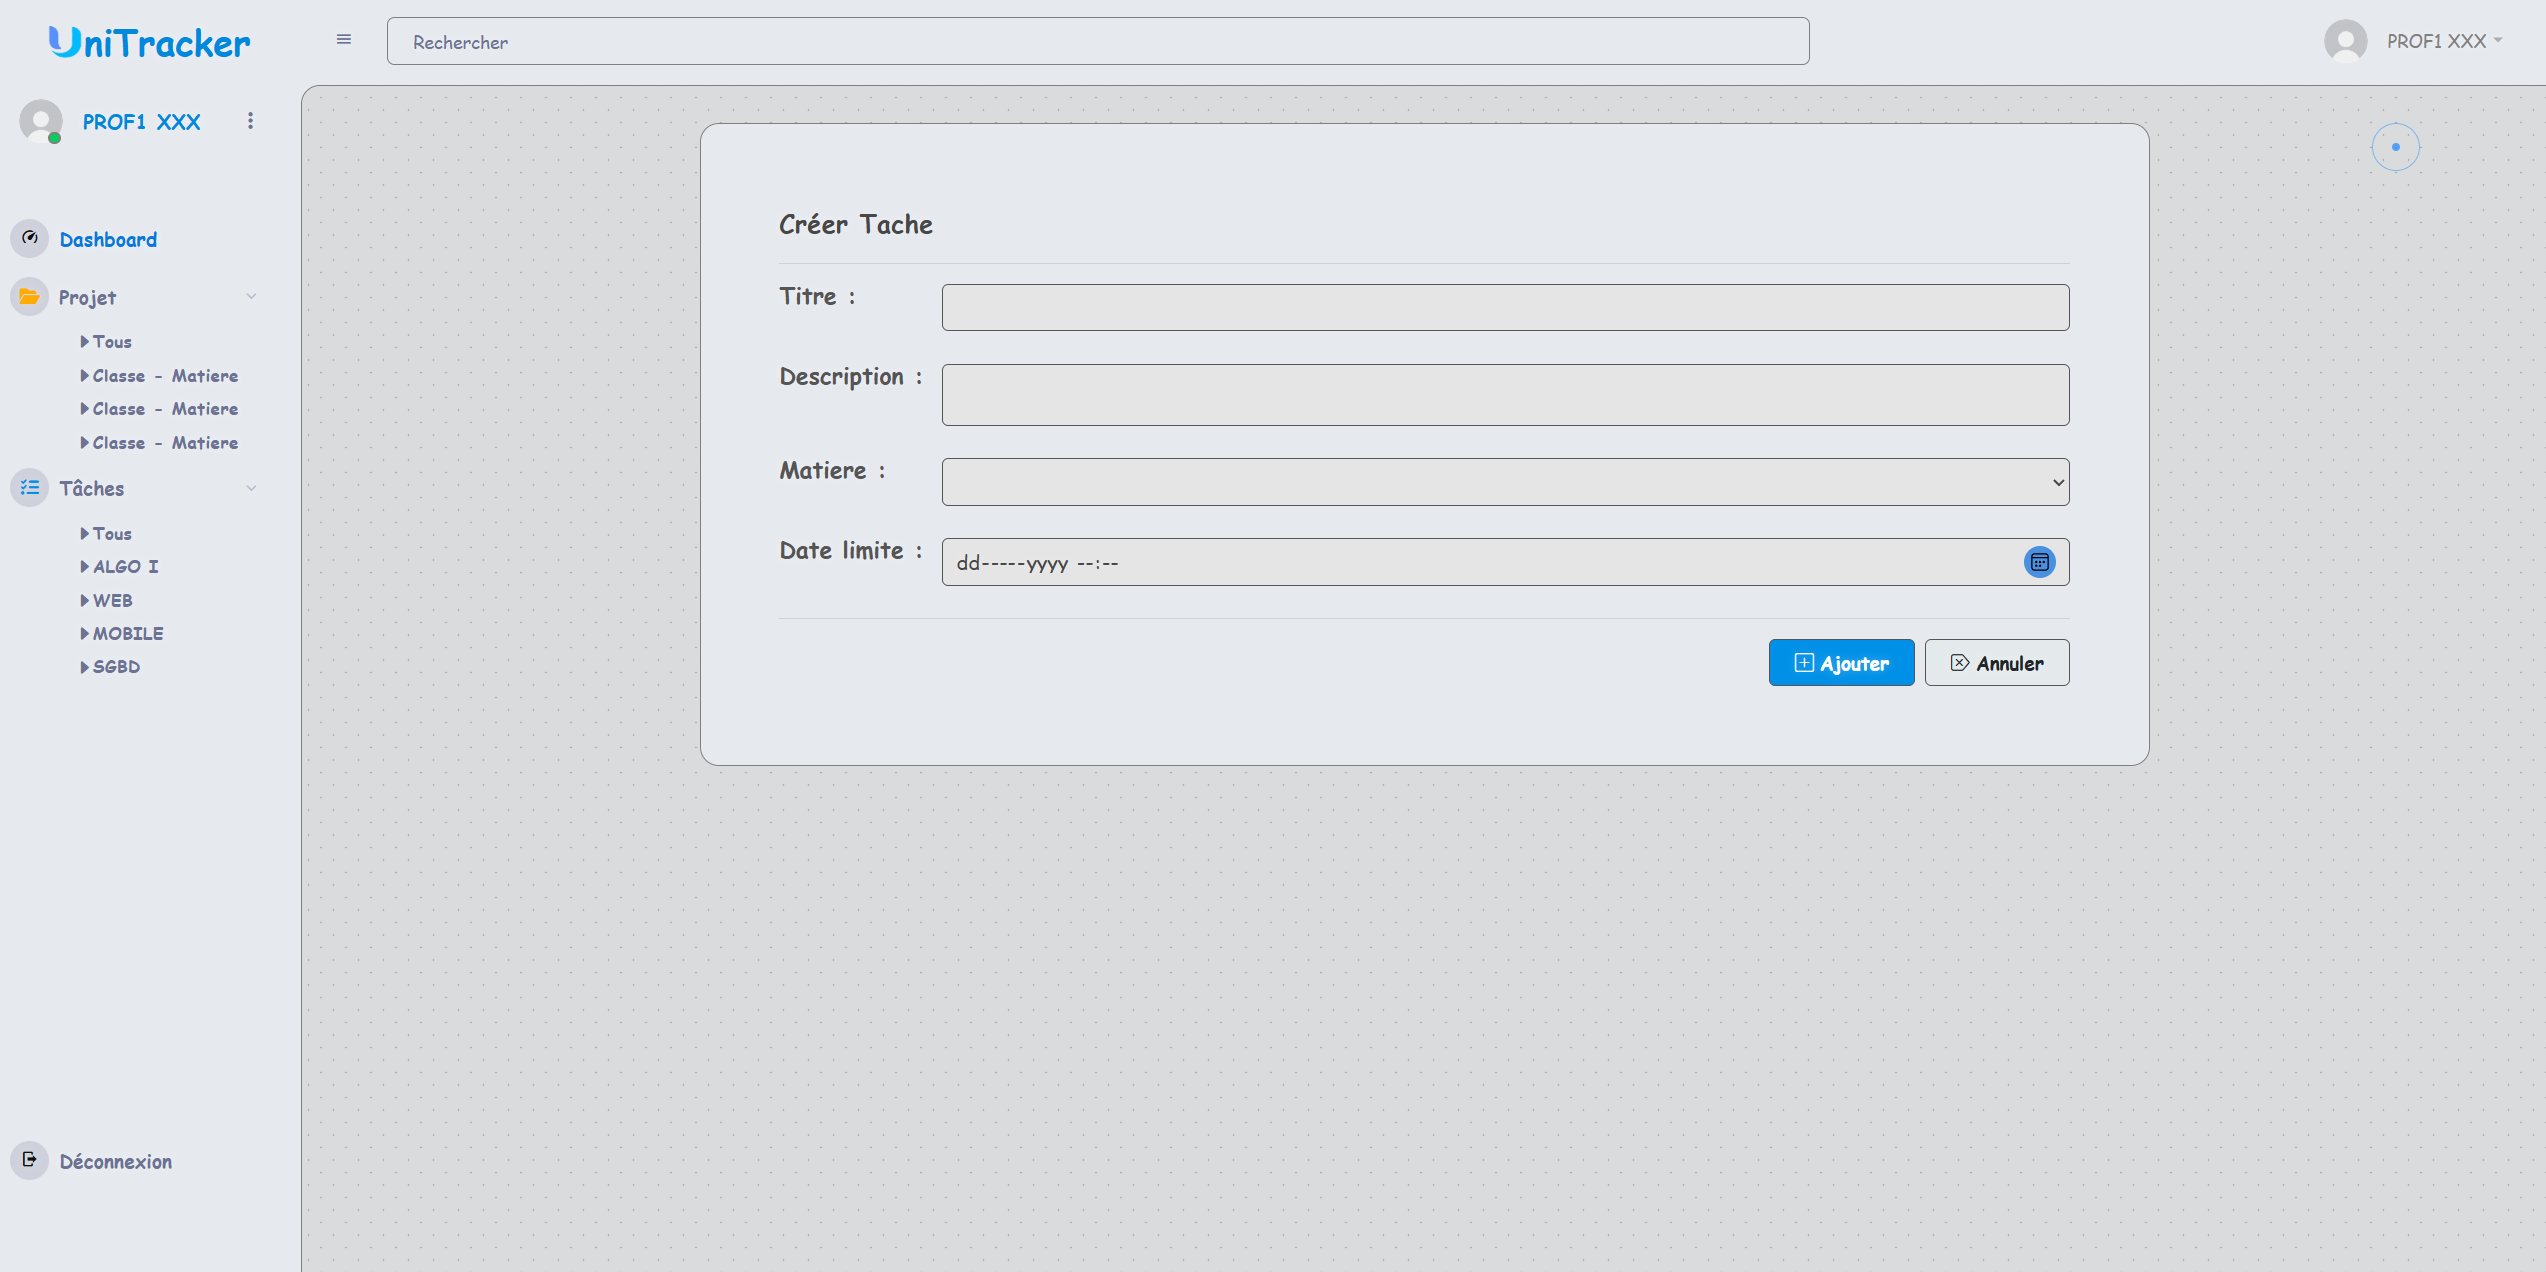 UniTracker
Rechercher
PROF1 XXX
PROF1 XXX
Dashboard
Projet
Tous
Classe - Matiere
Classe - Matiere
Classe - Matiere
Tâches
Tous
ALGO I
WEB
MOBILE
SGBD
Déconnexion
Créer Tache
Titre :
Description :
Matiere :
Date limite :
dd-----yyyy --:--
Ajouter
Annuler